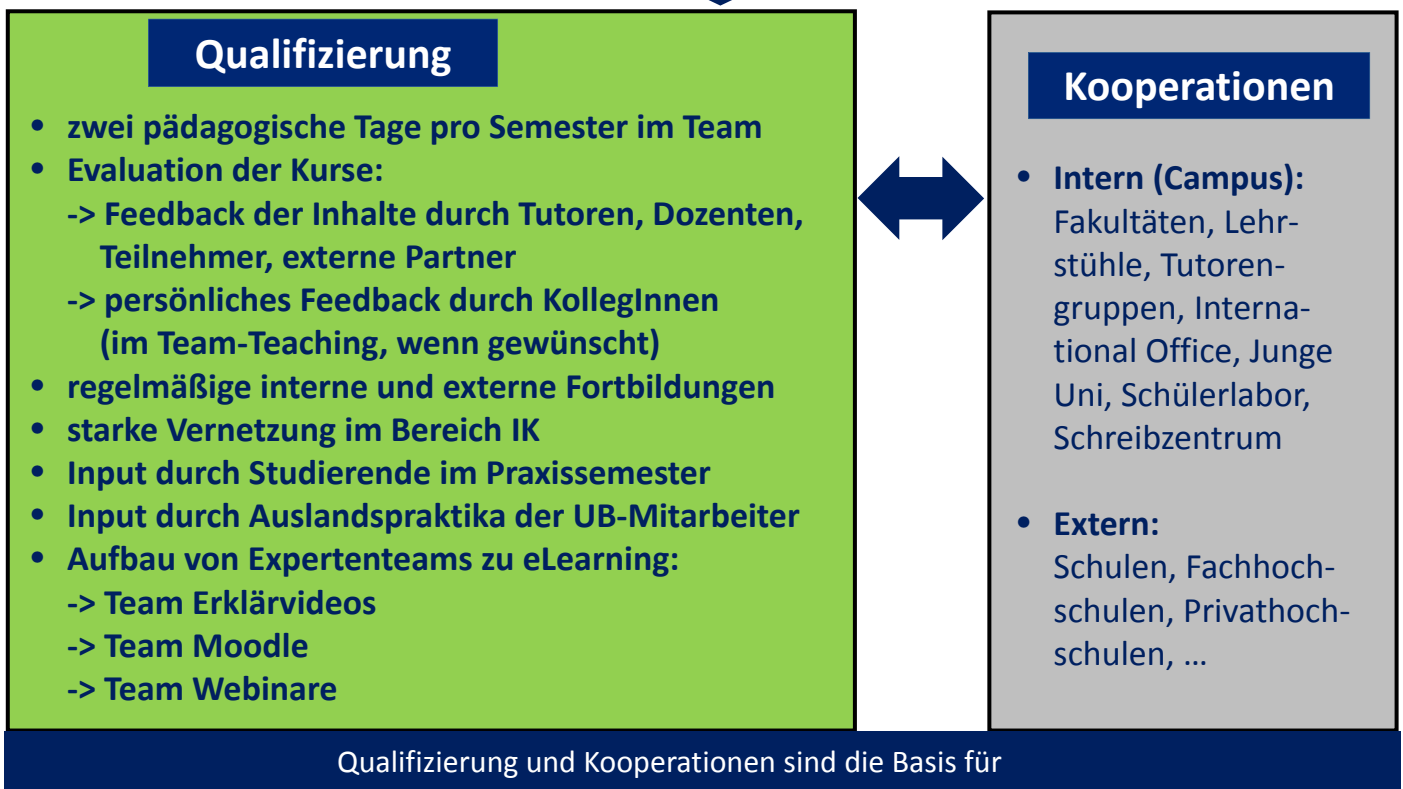 Qualifizierung
• zwei pädagogische Tage pro Semester im Team
• Evaluation der Kurse:
-> Feedback der Inhalte durch Tutoren, Dozenten,
Teilnehmer, externe Partner
-> persönliches Feedback durch KollegInnen
(im Team-Teaching, wenn gewünscht)
• regelmäßige interne und externe Fortbildungen
• starke Vernetzung im Bereich IK
• Input durch Studierende im Praxissemester
• Input durch Auslandspraktika der UB-Mitarbeiter
• Aufbau von Expertenteams zu eLearning:
-> Team Erklärvideos
-> Team Moodle
-> Team Webinare
Kooperationen
• Intern (Campus):
Fakultäten, Lehr-
stühle, Tutoren-
gruppen, Interna-
tional Office, Junge
Uni, Schülerlabor,
Schreibzentrum
• Extern:
Schulen, Fachhoch-
schulen, Privathoch-
schulen, …
Qualifizierung und Kooperationen sind die Basis für